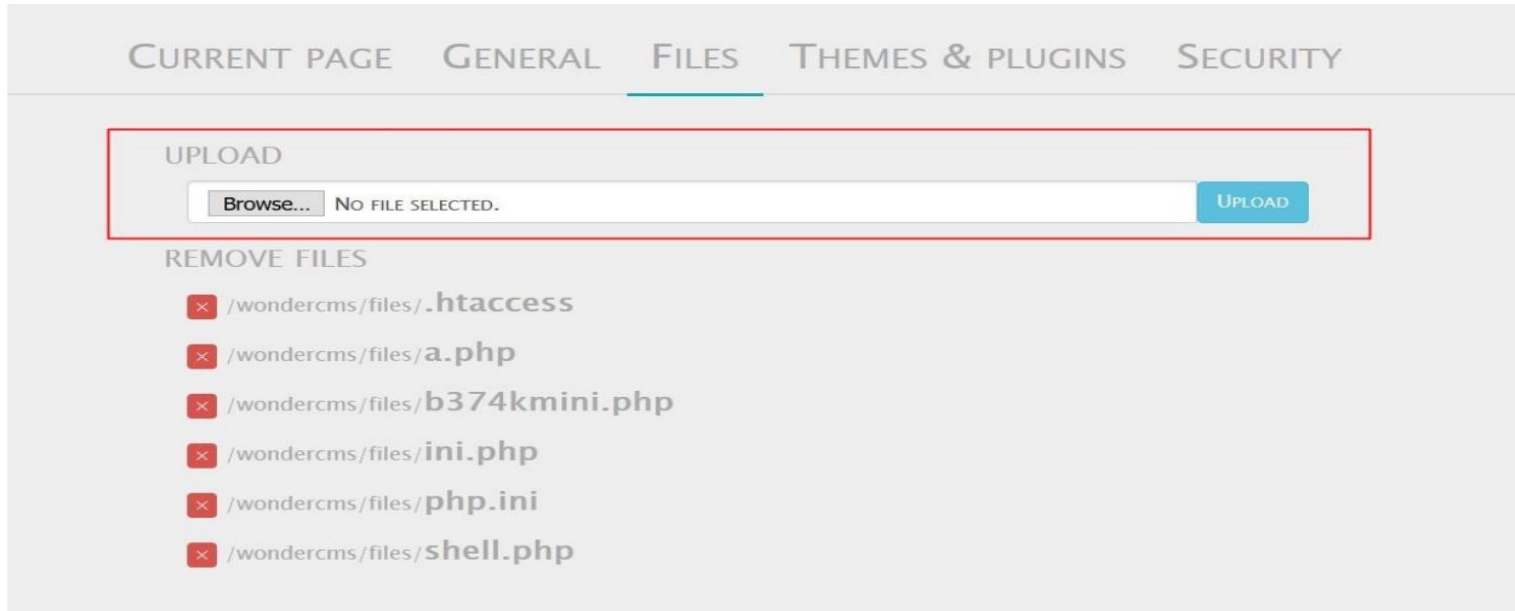 CURRENT PAGE GENERAL FILES THEMES & PLUGINS SECURITY
UPLOAD
Browse... NO FILE SELECTED. UPLOAD
REMOVE FILES
× /wondercms/files/.htaccess
× /wondercms/files/a.php
× /wondercms/files/b374kmini.php
× /wondercms/files/ini.php
× /wondercms/files/php.ini
× /wondercms/files/shell.php